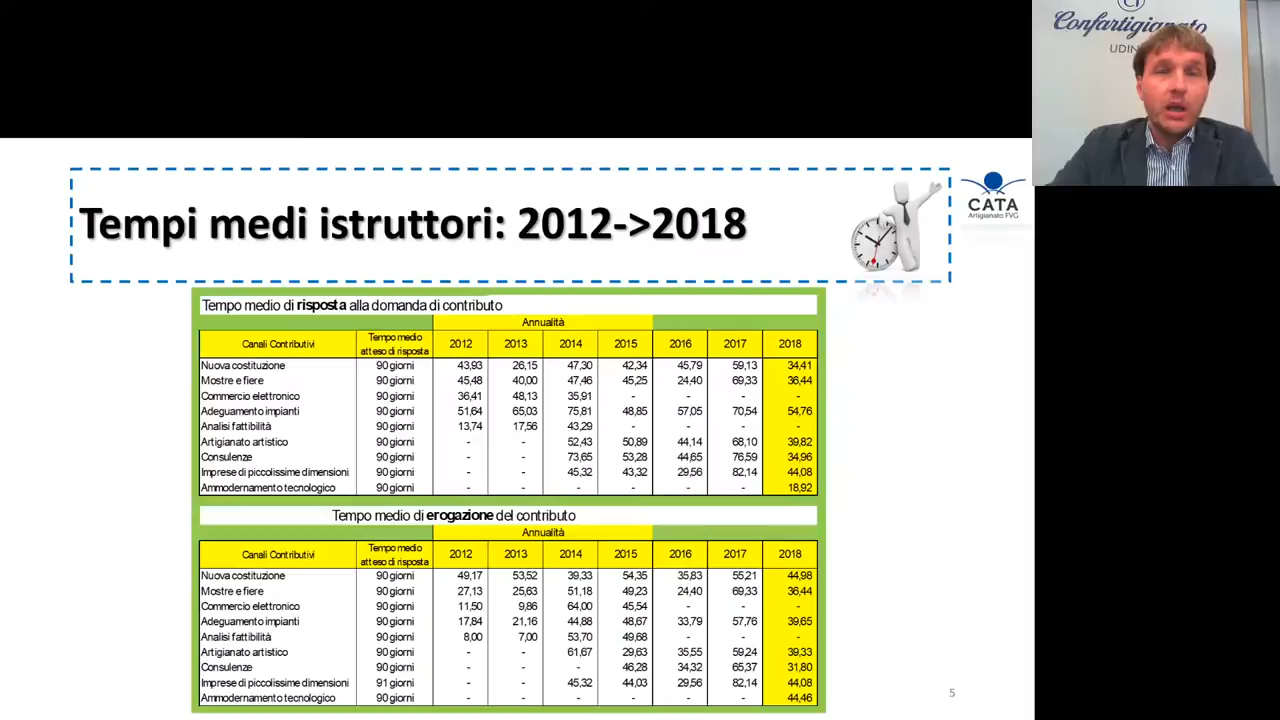 Confartigianato
UDIN
CATA
Artigianato FVG
Tempi medi istruttori: 2012->2018
Tempo medio di risposta alla domanda di contributo
Annualità
Canali Contributivi Tempo medio atteso di risposta 2012 2013 2014 2015 2016 2017 2018
Nuova costituzione 90 giorni 43,93 26,15 47,30 42,34 45,79 59,13 34,41
Mostre e fiere 90 giorni 45,48 40,00 47,46 45,25 24,40 69,33 36,44
Commercio elettronico 90 giorni 36,41 48,13 35,91 - - - -
Adeguamento impianti 90 giorni 51,64 65,03 75,81 48,85 57,05 70,54 54,76
Analisi fattibilità 90 giorni 13,74 17,56 43,29 - - - -
Artigianato artistico 90 giorni - - 52,43 50,89 44,14 68,10 39,82
Consulenze 90 giorni - - 73,65 53,28 44,65 76,59 34,96
Imprese di piccolissime dimensioni 90 giorni - - 45,32 43,32 29,56 82,14 44,08
Ammodernamento tecnologico 90 giorni - - - - - - 18,92
Tempo medio di erogazione del contributo
Annualità
Canali Contributivi Tempo medio atteso di risposta 2012 2013 2014 2015 2016 2017 2018
Nuova costituzione 90 giorni 49,17 53,52 39,33 54,35 35,83 55,21 44,98
Mostre e fiere 90 giorni 27,13 25,63 51,18 49,23 24,40 69,33 36,44
Commercio elettronico 90 giorni 11,50 9,86 64,00 45,54 - - -
Adeguamento impianti 90 giorni 17,84 21,16 44,88 48,67 33,79 57,76 39,65
Analisi fattibilità 90 giorni 8,00 7,00 53,70 49,68 - - -
Artigianato artistico 90 giorni - - 61,67 29,63 35,55 59,24 39,33
Consulenze 90 giorni - - - 46,28 34,32 65,37 31,80
Imprese di piccolissime dimensioni 91 giorni - - 45,32 44,03 29,56 82,14 44,08
Ammodernamento tecnologico 90 giorni - - - - - - 44,46
5